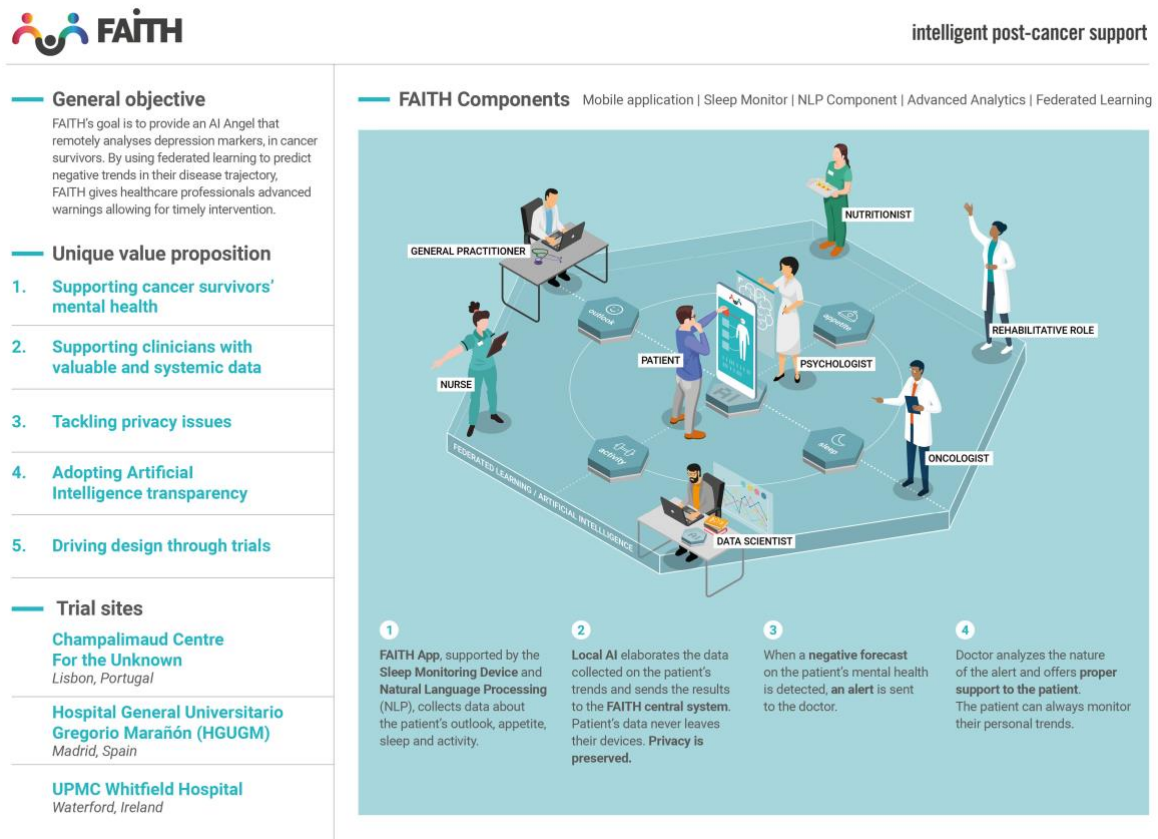 FAiTH
intelligent post-cancer support
General objective
FAITH's goal is to provide an AI Angel that
remotely analyses depression markers, in cancer
survivors. By using federated learning to predict
negative trends in their disease trajectory,
FAITH gives healthcare professionals advanced
warnings allowing for timely intervention.
Unique value proposition
1. Supporting cancer survivors'
mental health
2. Supporting clinicians with
valuable and systemic data
3. Tackling privacy issues
4. Adopting Artificial
Intelligence transparency
5. Driving design through trials
Trial sites
Champalimaud Centre
For the Unknown
Lisbon, Portugal
Hospital General Universitario
Gregorio Marañón (HGUGM)
Madrid, Spain
UPMC Whitfield Hospital
Waterford, Ireland
FAITH Components Mobile application | Sleep Monitor | NLP Component | Advanced Analytics | Federated Learning
NUTRITIONIST
GENERAL PRACTITIONER
REHABILITATIVE ROLE
outlook
appetite
PATIENT
PSYCHOLOGIST
NURSE
AI
activity
sleep
ONCOLOGIST
FEDERATED LEARNING / ARTIFICIAL INTELLLIGENCE
AI
DATA SCIENTIST
1
FAITH App, supported by the
Sleep Monitoring Device and
Natural Language Processing
(NLP), collects data about
the patient's outlook, appetite,
sleep and activity.
2
Local AI elaborates the data
collected on the patient's
trends and sends the results
to the FAITH central system.
Patient's data never leaves
their devices. Privacy is
preserved.
3
When a negative forecast
on the patient's mental health
is detected, an alert is sent
to the doctor.
4
Doctor analyzes the nature
of the alert and offers proper
support to the patient.
The patient can always monitor
their personal trends.